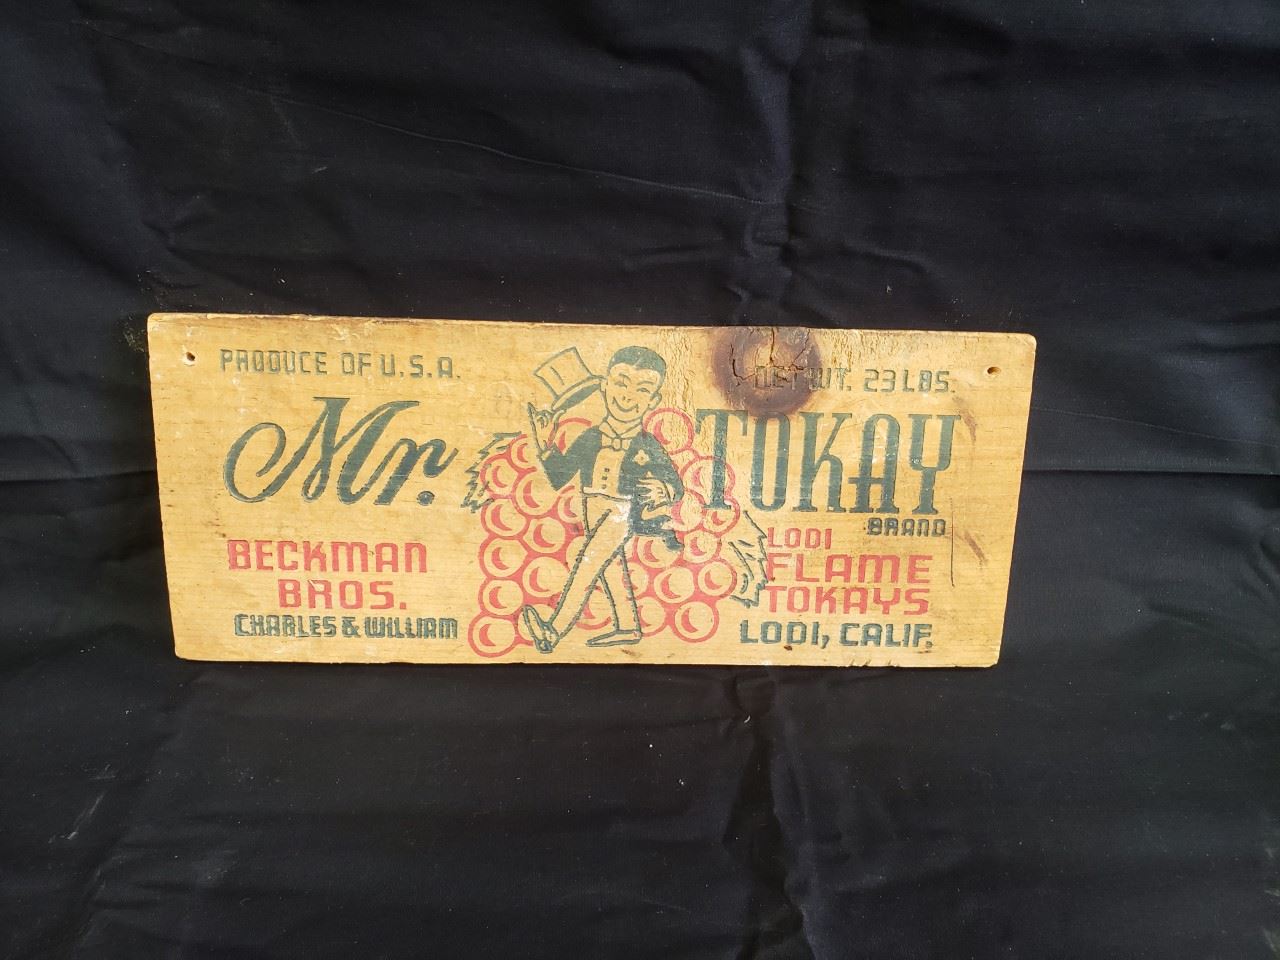 PRODUCE OF U.S.A.
NET WT. 23 LBS.
Mr. TOKAY
BRAND
BECKMAN
BROS.
CHARLES & WILLIAM
LODI
FLAME
TOKAYS
LODI, CALIF.